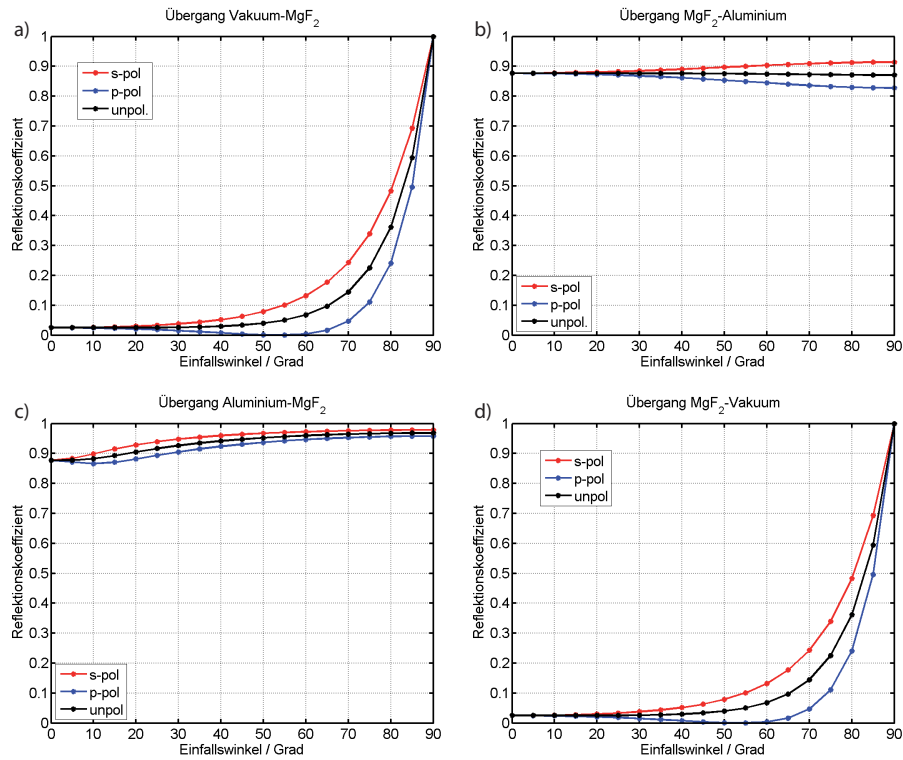 a)
Übergang Vakuum-MgF2
Reflektionskoeffizient
1
0.9
0.8
0.7
0.6
0.5
0.4
0.3
0.2
0.1
0
s-pol
p-pol
unpol.
0 10 20 30 40 50 60 70 80 90
Einfallswinkel / Grad
b)
Übergang MgF2-Aluminium
Reflektionskoeffizient
1
0.9
0.8
0.7
0.6
0.5
0.4
0.3
0.2
0.1
0
s-pol
p-pol
unpol.
0 10 20 30 40 50 60 70 80 90
Einfallswinkel / Grad
c)
Übergang Aluminium-MgF2
Reflektionskoeffizient
1
0.9
0.8
0.7
0.6
0.5
0.4
0.3
0.2
0.1
0
s-pol
p-pol
unpol
0 10 20 30 40 50 60 70 80 90
Einfallswinkel / Grad
d)
Übergang MgF2-Vakuum
Reflektionskoeffizient
1
0.9
0.8
0.7
0.6
0.5
0.4
0.3
0.2
0.1
0
s-pol
p-pol
unpol
0 10 20 30 40 50 60 70 80 90
Einfallswinkel / Grad